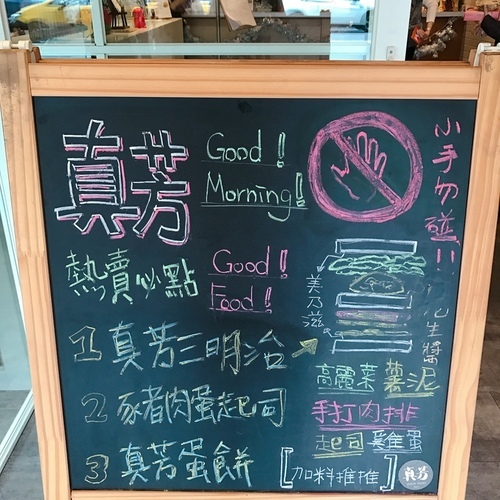 真芳
Good!
Morning!
小手勿碰!!
熱賣必點
Good!
Food!
美乃滋
花生醬
1 真芳三明治
高麗菜 薯泥
2 豬肉蛋起司
手打肉排
起司 雞蛋
3 真芳蛋餅
[加料推推]
真芳